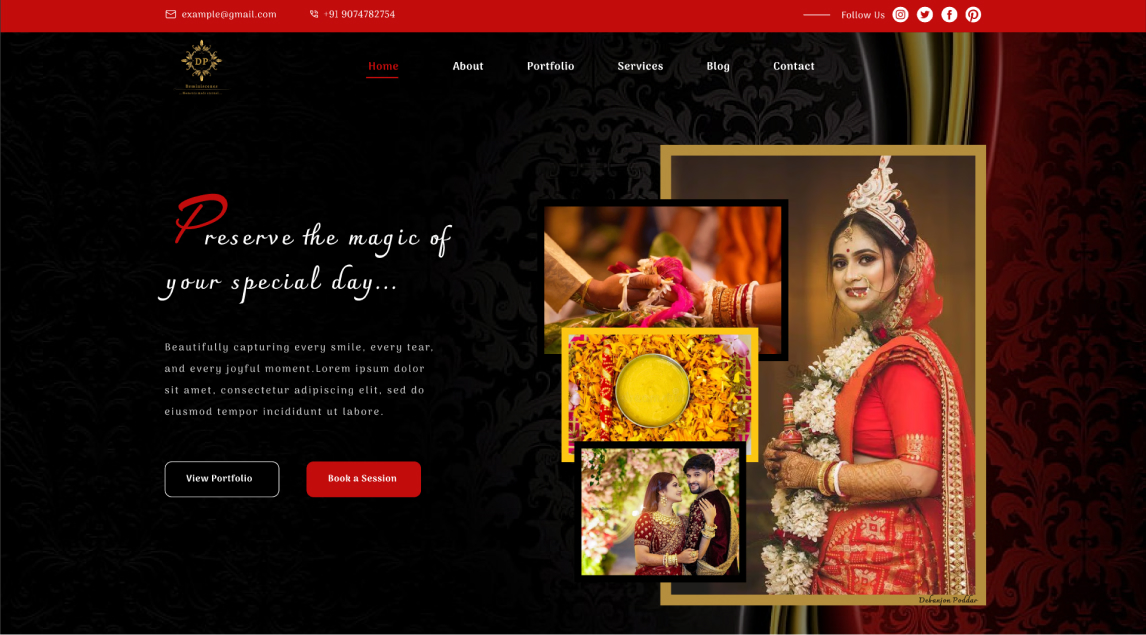 example@gmail.com
+91 9074782754
Follow Us
DP
Home
About
Portfolio
Services
Blog
Contact
Preserve the magic of
your special day...
Beautifully capturing every smile, every tear,
and every joyful moment.Lorem ipsum dolor
sit amet, consectetur adipiscing elit, sed do
eiusmod tempor incididunt ut labore.
View Portfolio
Book a Session
Debanjon Poddar